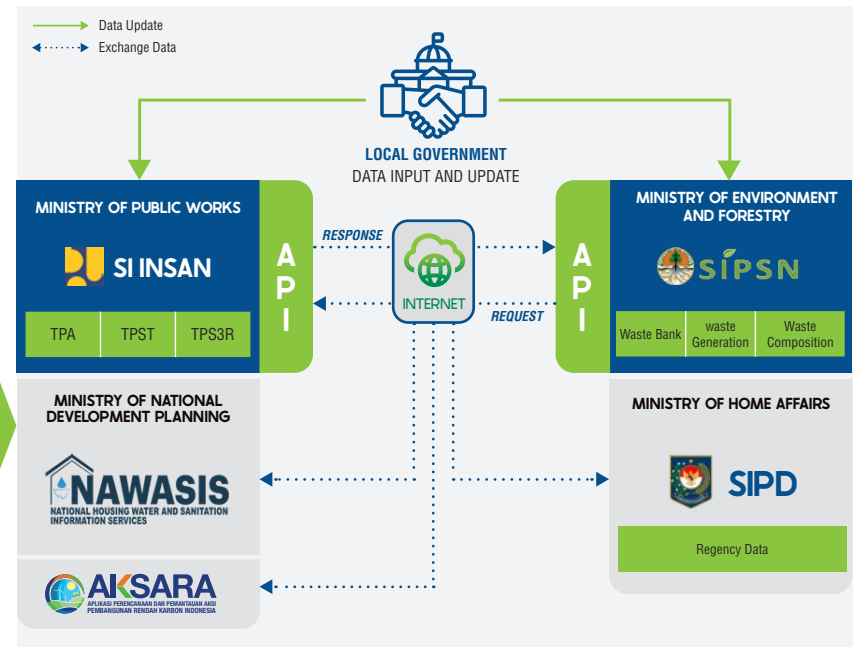 Data Update
Exchange Data
LOCAL GOVERNMENT
DATA INPUT AND UPDATE
MINISTRY OF PUBLIC WORKS
SI INSAN
TPA
TPST
TPS3R
A
P
I
RESPONSE
INTERNET
REQUEST
A
P
I
MINISTRY OF ENVIRONMENT
AND FORESTRY
SIPSN
Waste Bank
waste
Generation
Waste
Composition
MINISTRY OF NATIONAL
DEVELOPMENT PLANNING
NAWASIS
NATIONAL HOUSING WATER AND SANITATION
INFORMATION SERVICES
AKSARA
APLIKASI PERENCANAAN DAN PEMANTAUAN AKSI
PEMBANGUNAN RENDAH KARBON INDONESIA
MINISTRY OF HOME AFFAIRS
SIPD
Regency Data